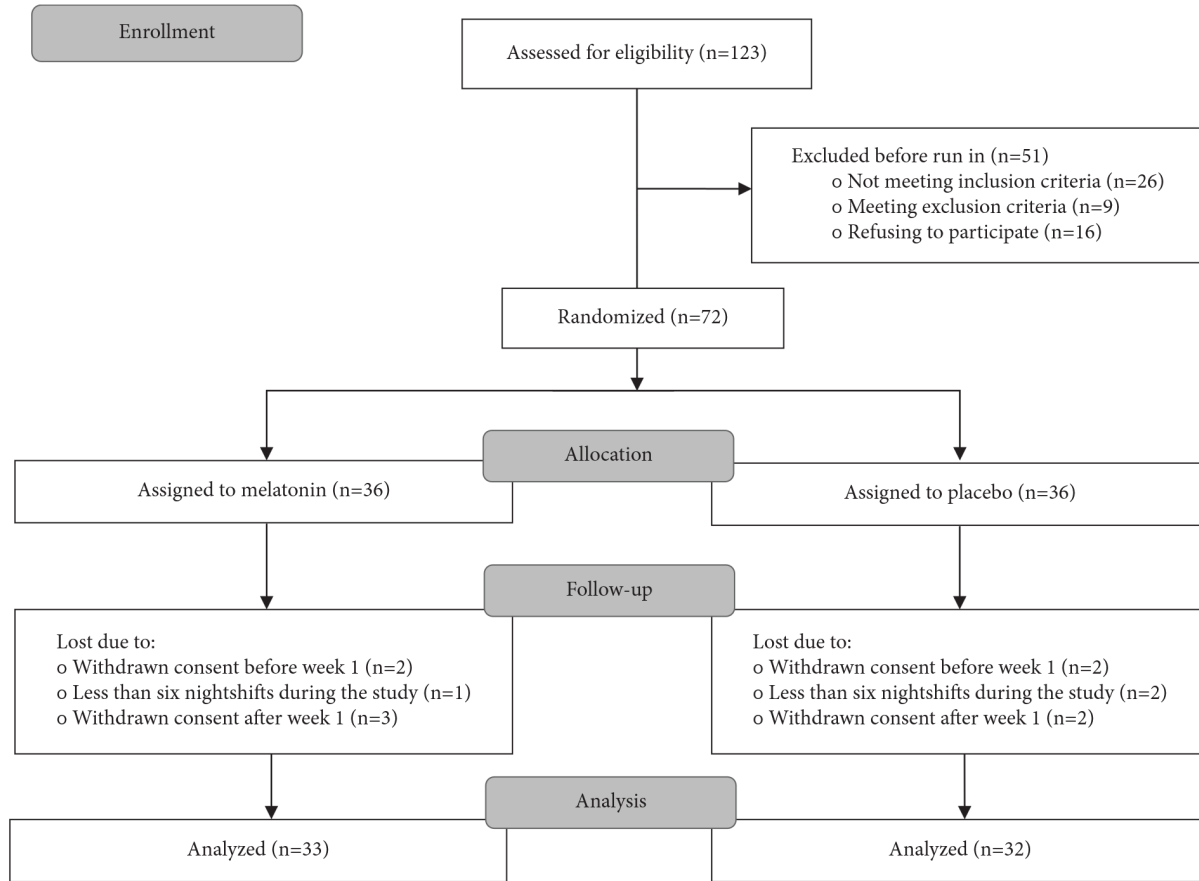 Enrollment
Assessed for eligibility (n=123)
Excluded before run in (n=51)
o Not meeting inclusion criteria (n=26)
o Meeting exclusion criteria (n=9)
o Refusing to participate (n=16)
Randomized (n=72)
Allocation
Assigned to melatonin (n=36)
Assigned to placebo (n=36)
Follow-up
Lost due to:
o Withdrawn consent before week 1 (n=2)
o Less than six nightshifts during the study (n=1)
o Withdrawn consent after week 1 (n=3)
Lost due to:
o Withdrawn consent before week 1 (n=2)
o Less than six nightshifts during the study (n=2)
o Withdrawn consent after week 1 (n=2)
Analysis
Analyzed (n=33)
Analyzed (n=32)